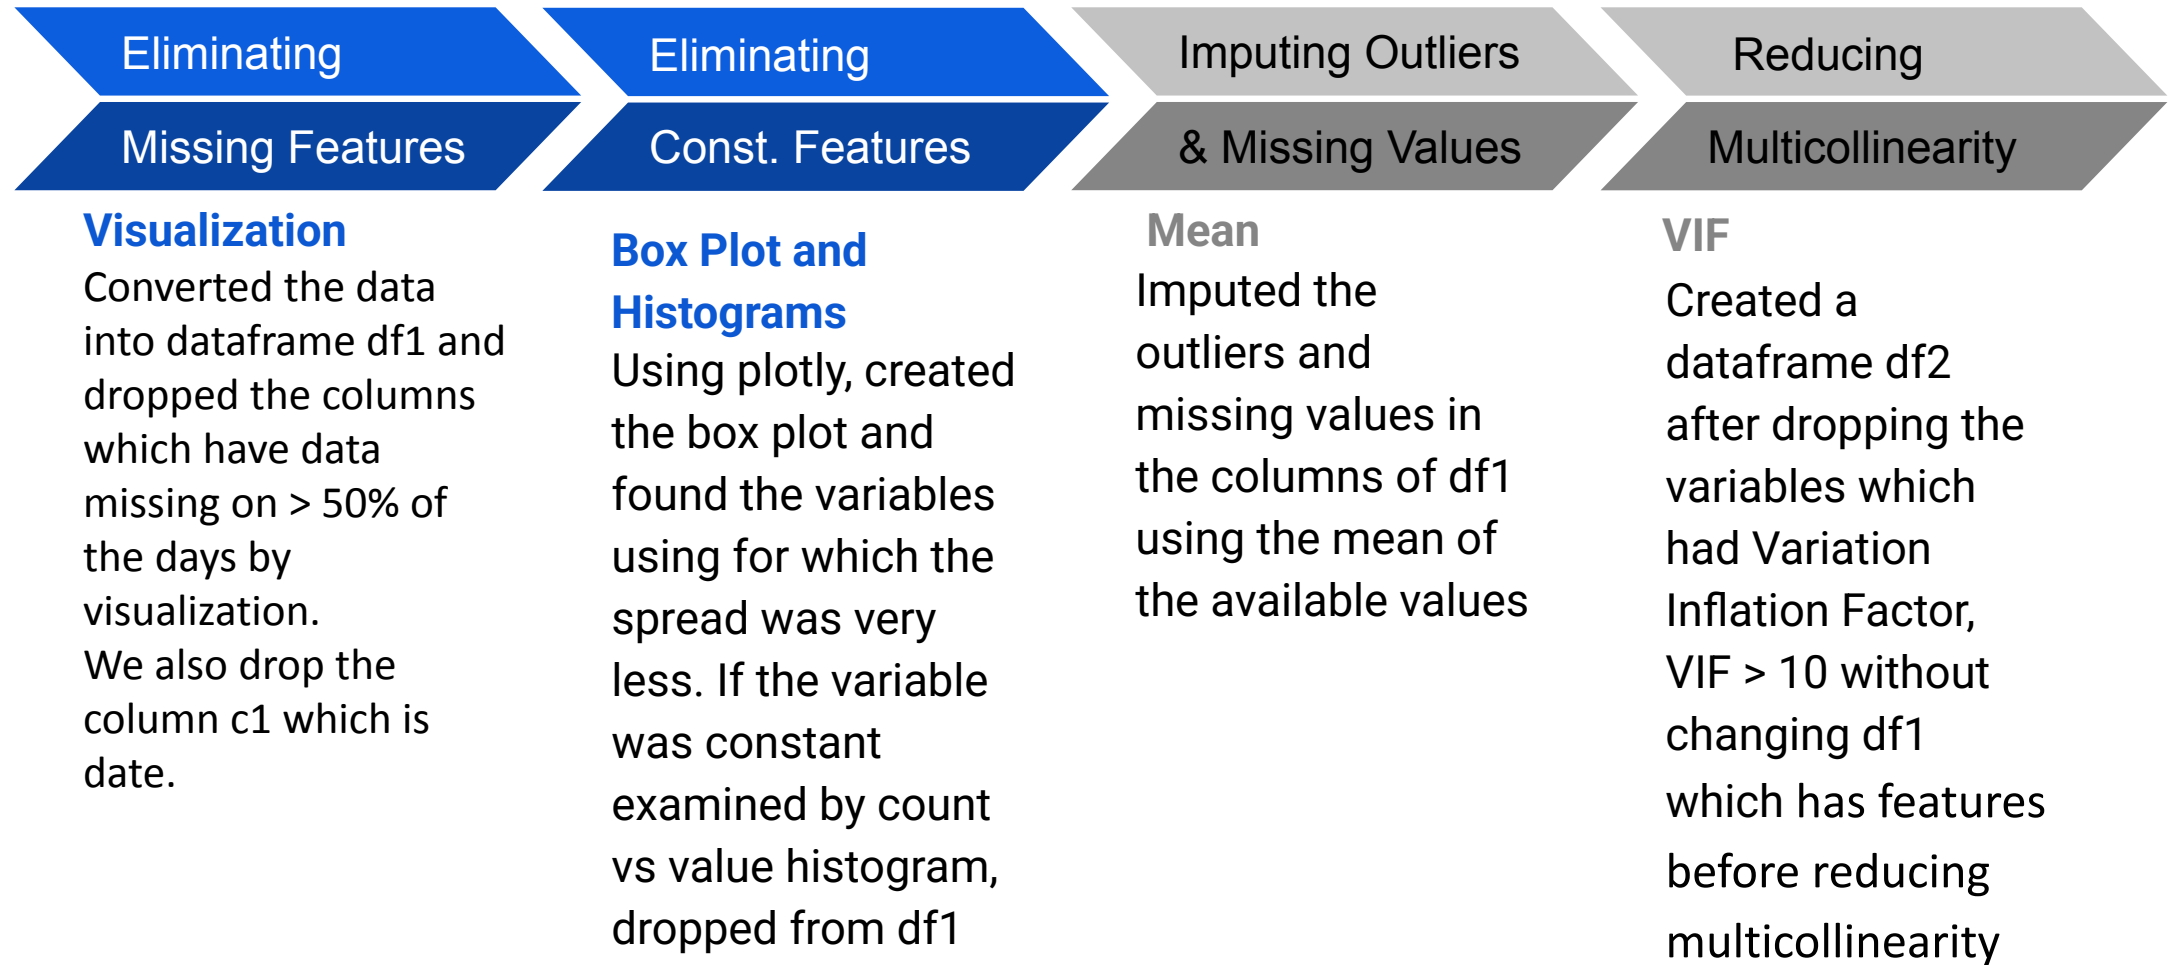 Eliminating
Missing Features
Visualization
Converted the data
into dataframe df1 and
dropped the columns
which have data
missing on > 50% of
the days by
visualization.
We also drop the
column c1 which is
date.
Eliminating
Const. Features
Box Plot and
Histograms
Using plotly, created
the box plot and
found the variables
using for which the
spread was very
less. If the variable
was constant
examined by count
vs value histogram,
dropped from df1
Imputing Outliers
& Missing Values
Mean
Imputed the
outliers and
missing values in
the columns of df1
using the mean of
the available values
Reducing
Multicollinearity
VIF
Created a
dataframe df2
after dropping the
variables which
had Variation
Inflation Factor,
VIF > 10 without
changing df1
which has features
before reducing
multicollinearity